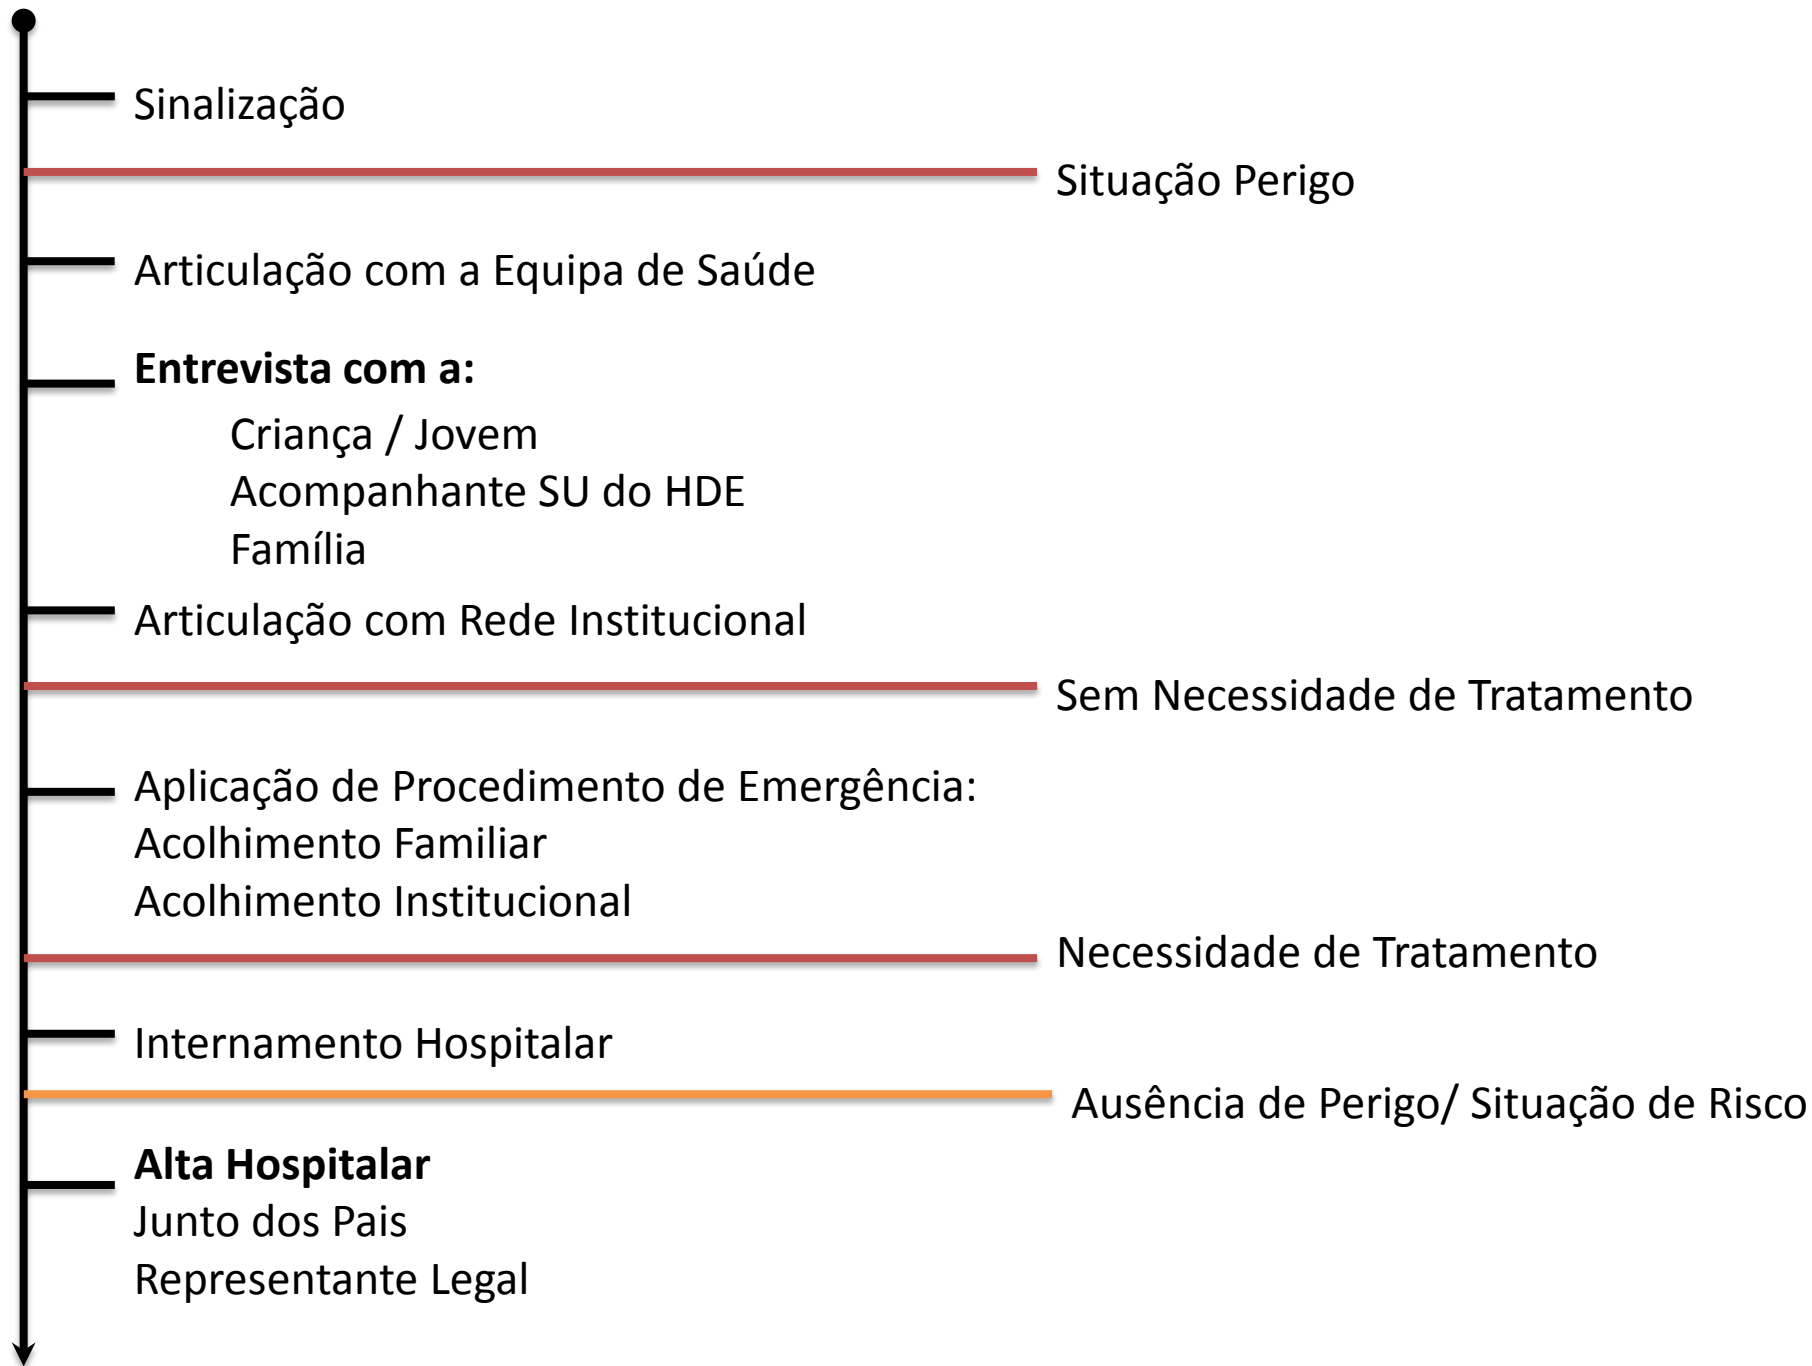 Sinalização
Situação Perigo
Articulação com a Equipa de Saúde
Entrevista com a:
Criança / Jovem
Acompanhante SU do HDE
Família
Articulação com Rede Institucional
Sem Necessidade de Tratamento
Aplicação de Procedimento de Emergência:
Acolhimento Familiar
Acolhimento Institucional
Necessidade de Tratamento
Internamento Hospitalar
Ausência de Perigo/ Situação de Risco
Alta Hospitalar
Junto dos Pais
Representante Legal